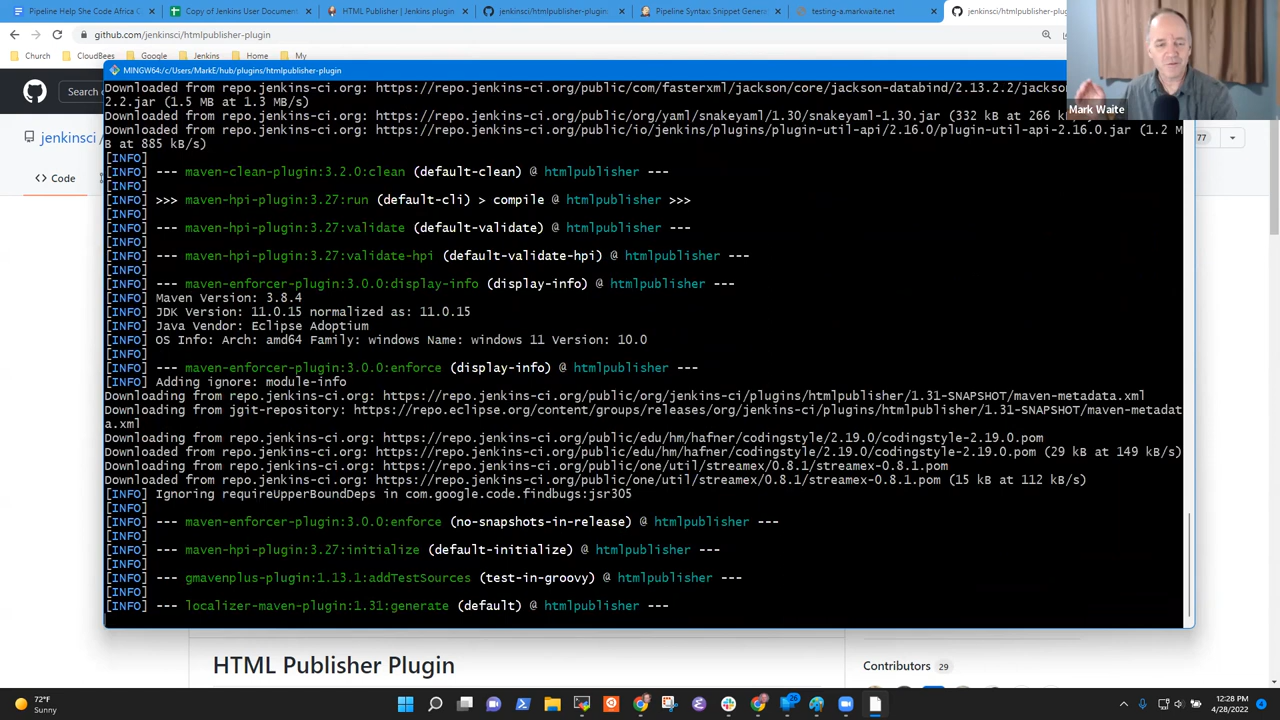 Pipeline Help She Code Africa C
Copy of Jenkins User Document
HTML Publisher | Jenkins plugin
jenkinsci/htmlpublisher-plugin:
Pipeline Syntax: Snippet Genera
testing-a.markwaite.net
jenkinsci/htmlpublisher-plugin
github.com/jenkinsci/htmlpublisher-plugin
Church
CloudBees
Google
Jenkins
Home
My
MINGW64:/c/Users/MarkE/hub/plugins/htmlpublisher-plugin
Search
jenkinsci /
Code
77
Mark Waite
Downloaded from repo.jenkins-ci.org: https://repo.jenkins-ci.org/public/com/fasterxml/jackson/core/jackson-databind/2.13.2.2/jackso
2.2.jar (1.5 MB at 1.3 MB/s)
Downloaded from repo.jenkins-ci.org: https://repo.jenkins-ci.org/public/org/yaml/snakeyaml/1.30/snakeyaml-1.30.jar (332 kB at 266 k
Downloaded from repo.jenkins-ci.org: https://repo.jenkins-ci.org/public/io/jenkins/plugins/plugin-util-api/2.16.0/plugin-util-api-2.16.0.jar (1.2 M
B at 885 kB/s)
[INFO]
[INFO] --- maven-clean-plugin:3.2.0:clean (default-clean) @ htmlpublisher ---
[INFO]
[INFO] >>> maven-hpi-plugin:3.27:run (default-cli) > compile @ htmlpublisher >>>
[INFO]
[INFO] --- maven-hpi-plugin:3.27:validate (default-validate) @ htmlpublisher ---
[INFO]
[INFO] --- maven-hpi-plugin:3.27:validate-hpi (default-validate-hpi) @ htmlpublisher ---
[INFO]
[INFO] --- maven-enforcer-plugin:3.0.0:display-info (display-info) @ htmlpublisher ---
[INFO] Maven Version: 3.8.4
[INFO] JDK Version: 11.0.15 normalized as: 11.0.15
[INFO] Java Vendor: Eclipse Adoptium
[INFO] OS Info: Arch: amd64 Family: windows Name: windows 11 Version: 10.0
[INFO]
[INFO] --- maven-enforcer-plugin:3.0.0:enforce (display-info) @ htmlpublisher ---
[INFO] Adding ignore: module-info
Downloading from repo.jenkins-ci.org: https://repo.jenkins-ci.org/public/org/jenkins-ci/plugins/htmlpublisher/1.31-SNAPSHOT/maven-metadata.xml
Downloading from jgit-repository: https://repo.eclipse.org/content/groups/releases/org/jenkins-ci/plugins/htmlpublisher/1.31-SNAPSHOT/maven-metadat
a.xml
Downloading from repo.jenkins-ci.org: https://repo.jenkins-ci.org/public/edu/hm/hafner/codingstyle/2.19.0/codingstyle-2.19.0.pom
Downloaded from repo.jenkins-ci.org: https://repo.jenkins-ci.org/public/edu/hm/hafner/codingstyle/2.19.0/codingstyle-2.19.0.pom (29 kB at 149 kB/s)
Downloading from repo.jenkins-ci.org: https://repo.jenkins-ci.org/public/one/util/streamex/0.8.1/streamex-0.8.1.pom
Downloaded from repo.jenkins-ci.org: https://repo.jenkins-ci.org/public/one/util/streamex/0.8.1/streamex-0.8.1.pom (15 kB at 112 kB/s)
[INFO] Ignoring requireUpperBoundDeps in com.google.code.findbugs:jsr305
[INFO]
[INFO] --- maven-enforcer-plugin:3.0.0:enforce (no-snapshots-in-release) @ htmlpublisher ---
[INFO]
[INFO] --- maven-hpi-plugin:3.27:initialize (default-initialize) @ htmlpublisher ---
[INFO]
[INFO] --- gmavenplus-plugin:1.13.1:addTestSources (test-in-groovy) @ htmlpublisher ---
[INFO]
[INFO] --- localizer-maven-plugin:1.31:generate (default) @ htmlpublisher ---
HTML Publisher Plugin
Contributors 29
72°F
Sunny
26
12:28 PM
4/28/2022